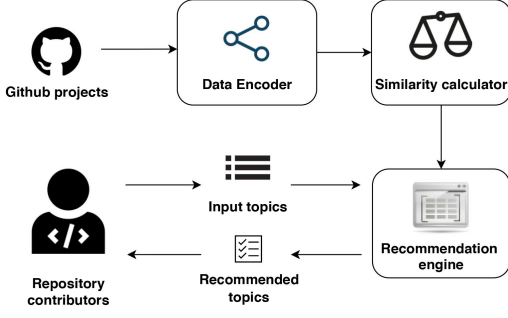 Github projects
Data Encoder
Similarity calculator
Input topics
</>
Repository
contributors
Recommended
topics
Recommendation
engine